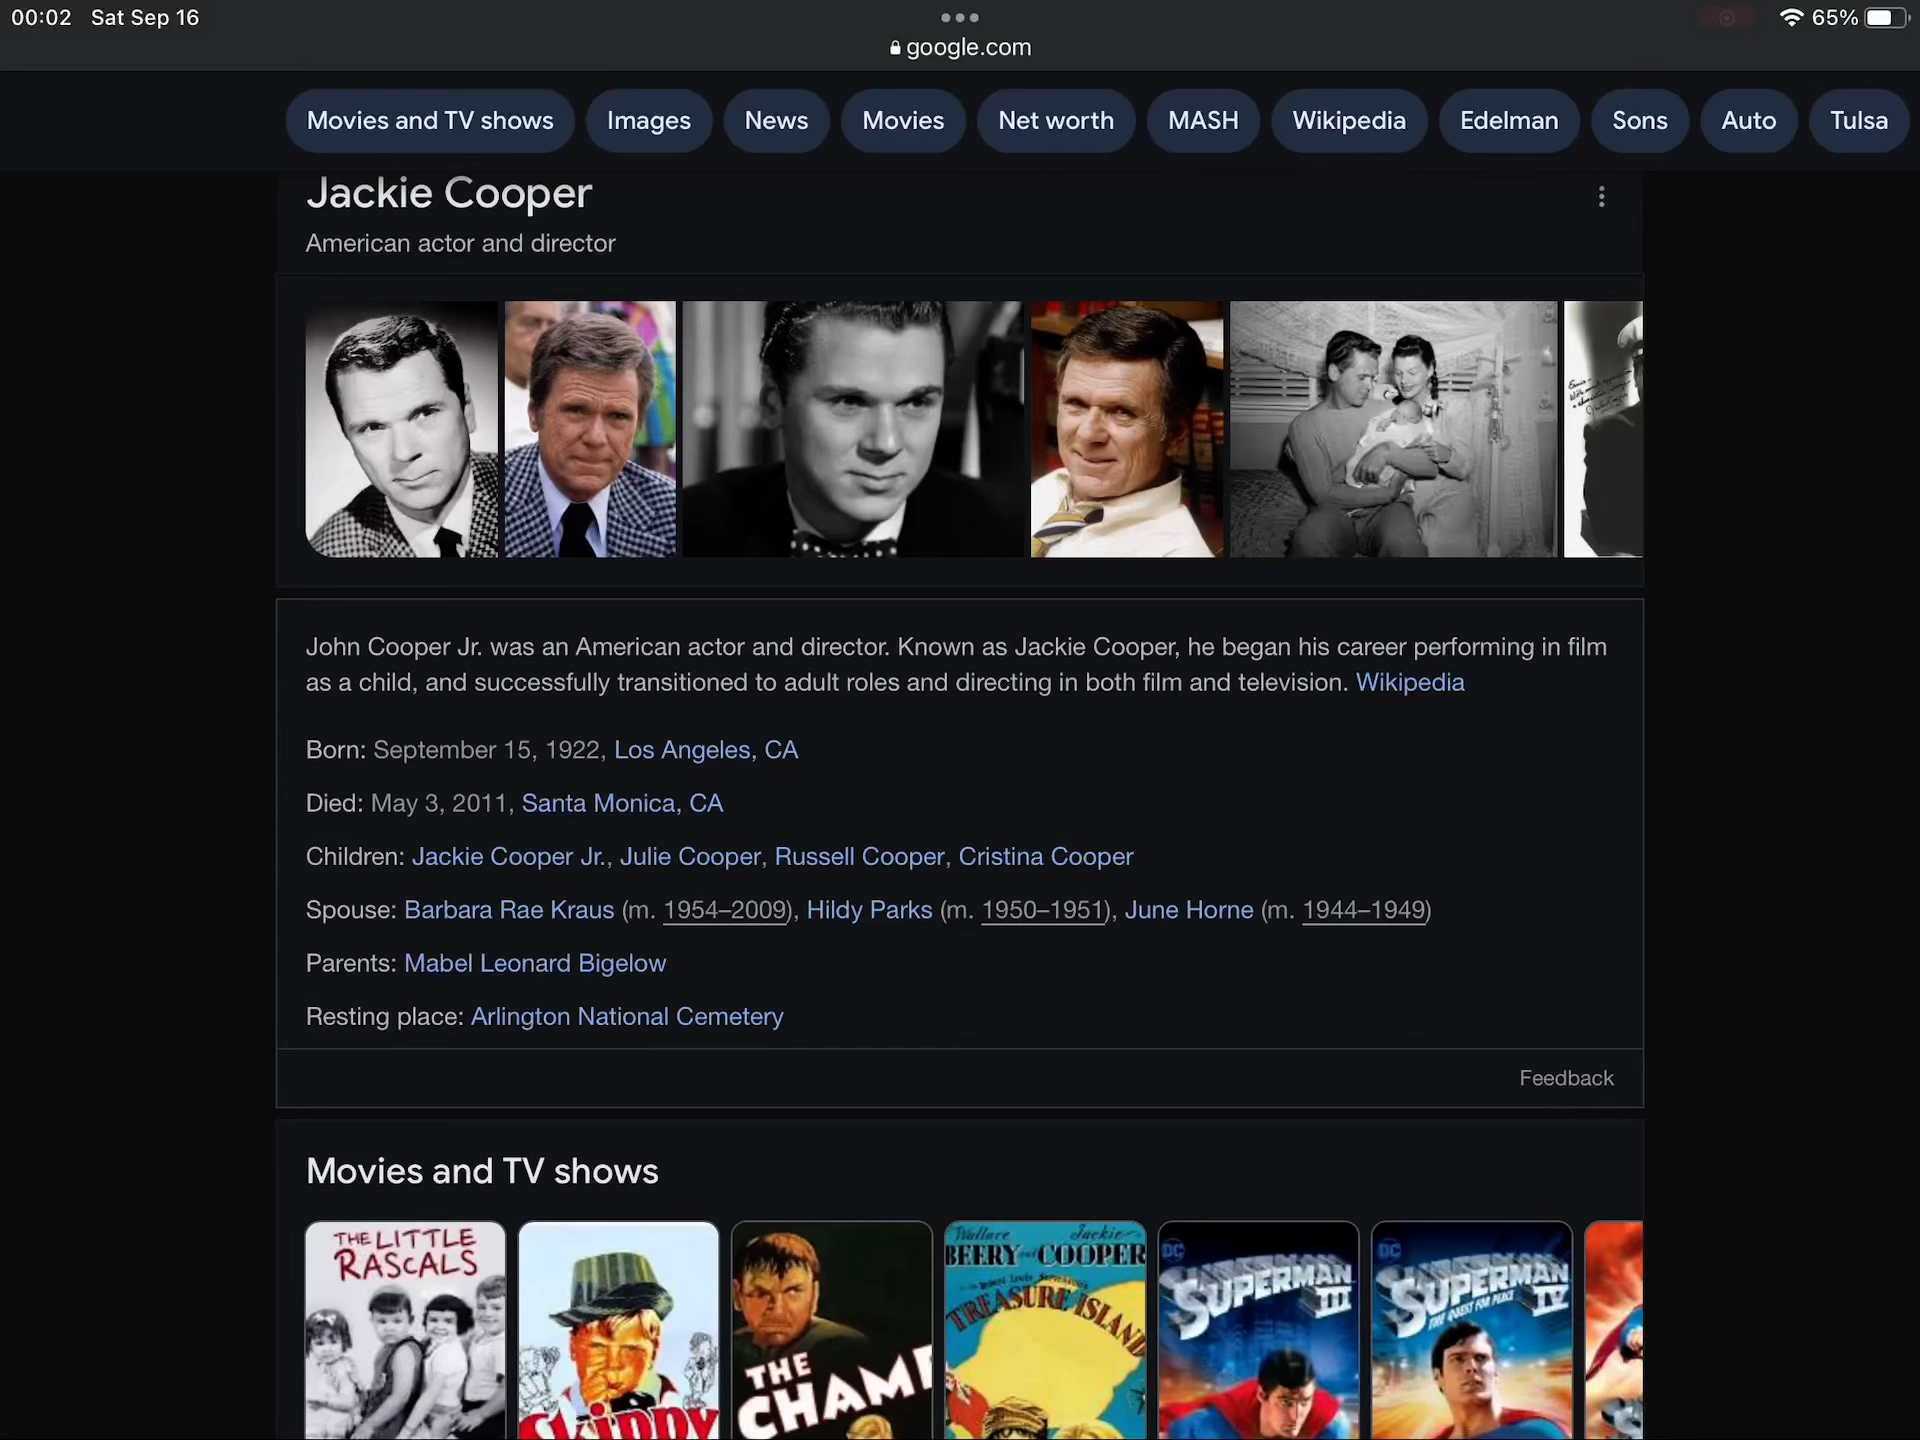 00:02 Sat Sep 16
65%
google.com
Movies and TV shows Images News Movies Net worth MASH Wikipedia Edelman Sons Auto Tulsa
Jackie Cooper
American actor and director
John Cooper Jr. was an American actor and director. Known as Jackie Cooper, he began his career performing in film
as a child, and successfully transitioned to adult roles and directing in both film and television. Wikipedia
Born: September 15, 1922, Los Angeles, CA
Died: May 3, 2011, Santa Monica, CA
Children: Jackie Cooper Jr., Julie Cooper, Russell Cooper, Cristina Cooper
Spouse: Barbara Rae Kraus (m. 1954–2009), Hildy Parks (m. 1950–1951), June Horne (m. 1944–1949)
Parents: Mabel Leonard Bigelow
Resting place: Arlington National Cemetery
Feedback
Movies and TV shows
THE LITTLE
RASCALS
Skippy
THE
CHAMP
Wallace Jackie
BEERY and COOPER
TREASURE ISLAND
DC
SUPERMAN
III
DC
SUPERMAN
THE QUEST FOR PEACE IV